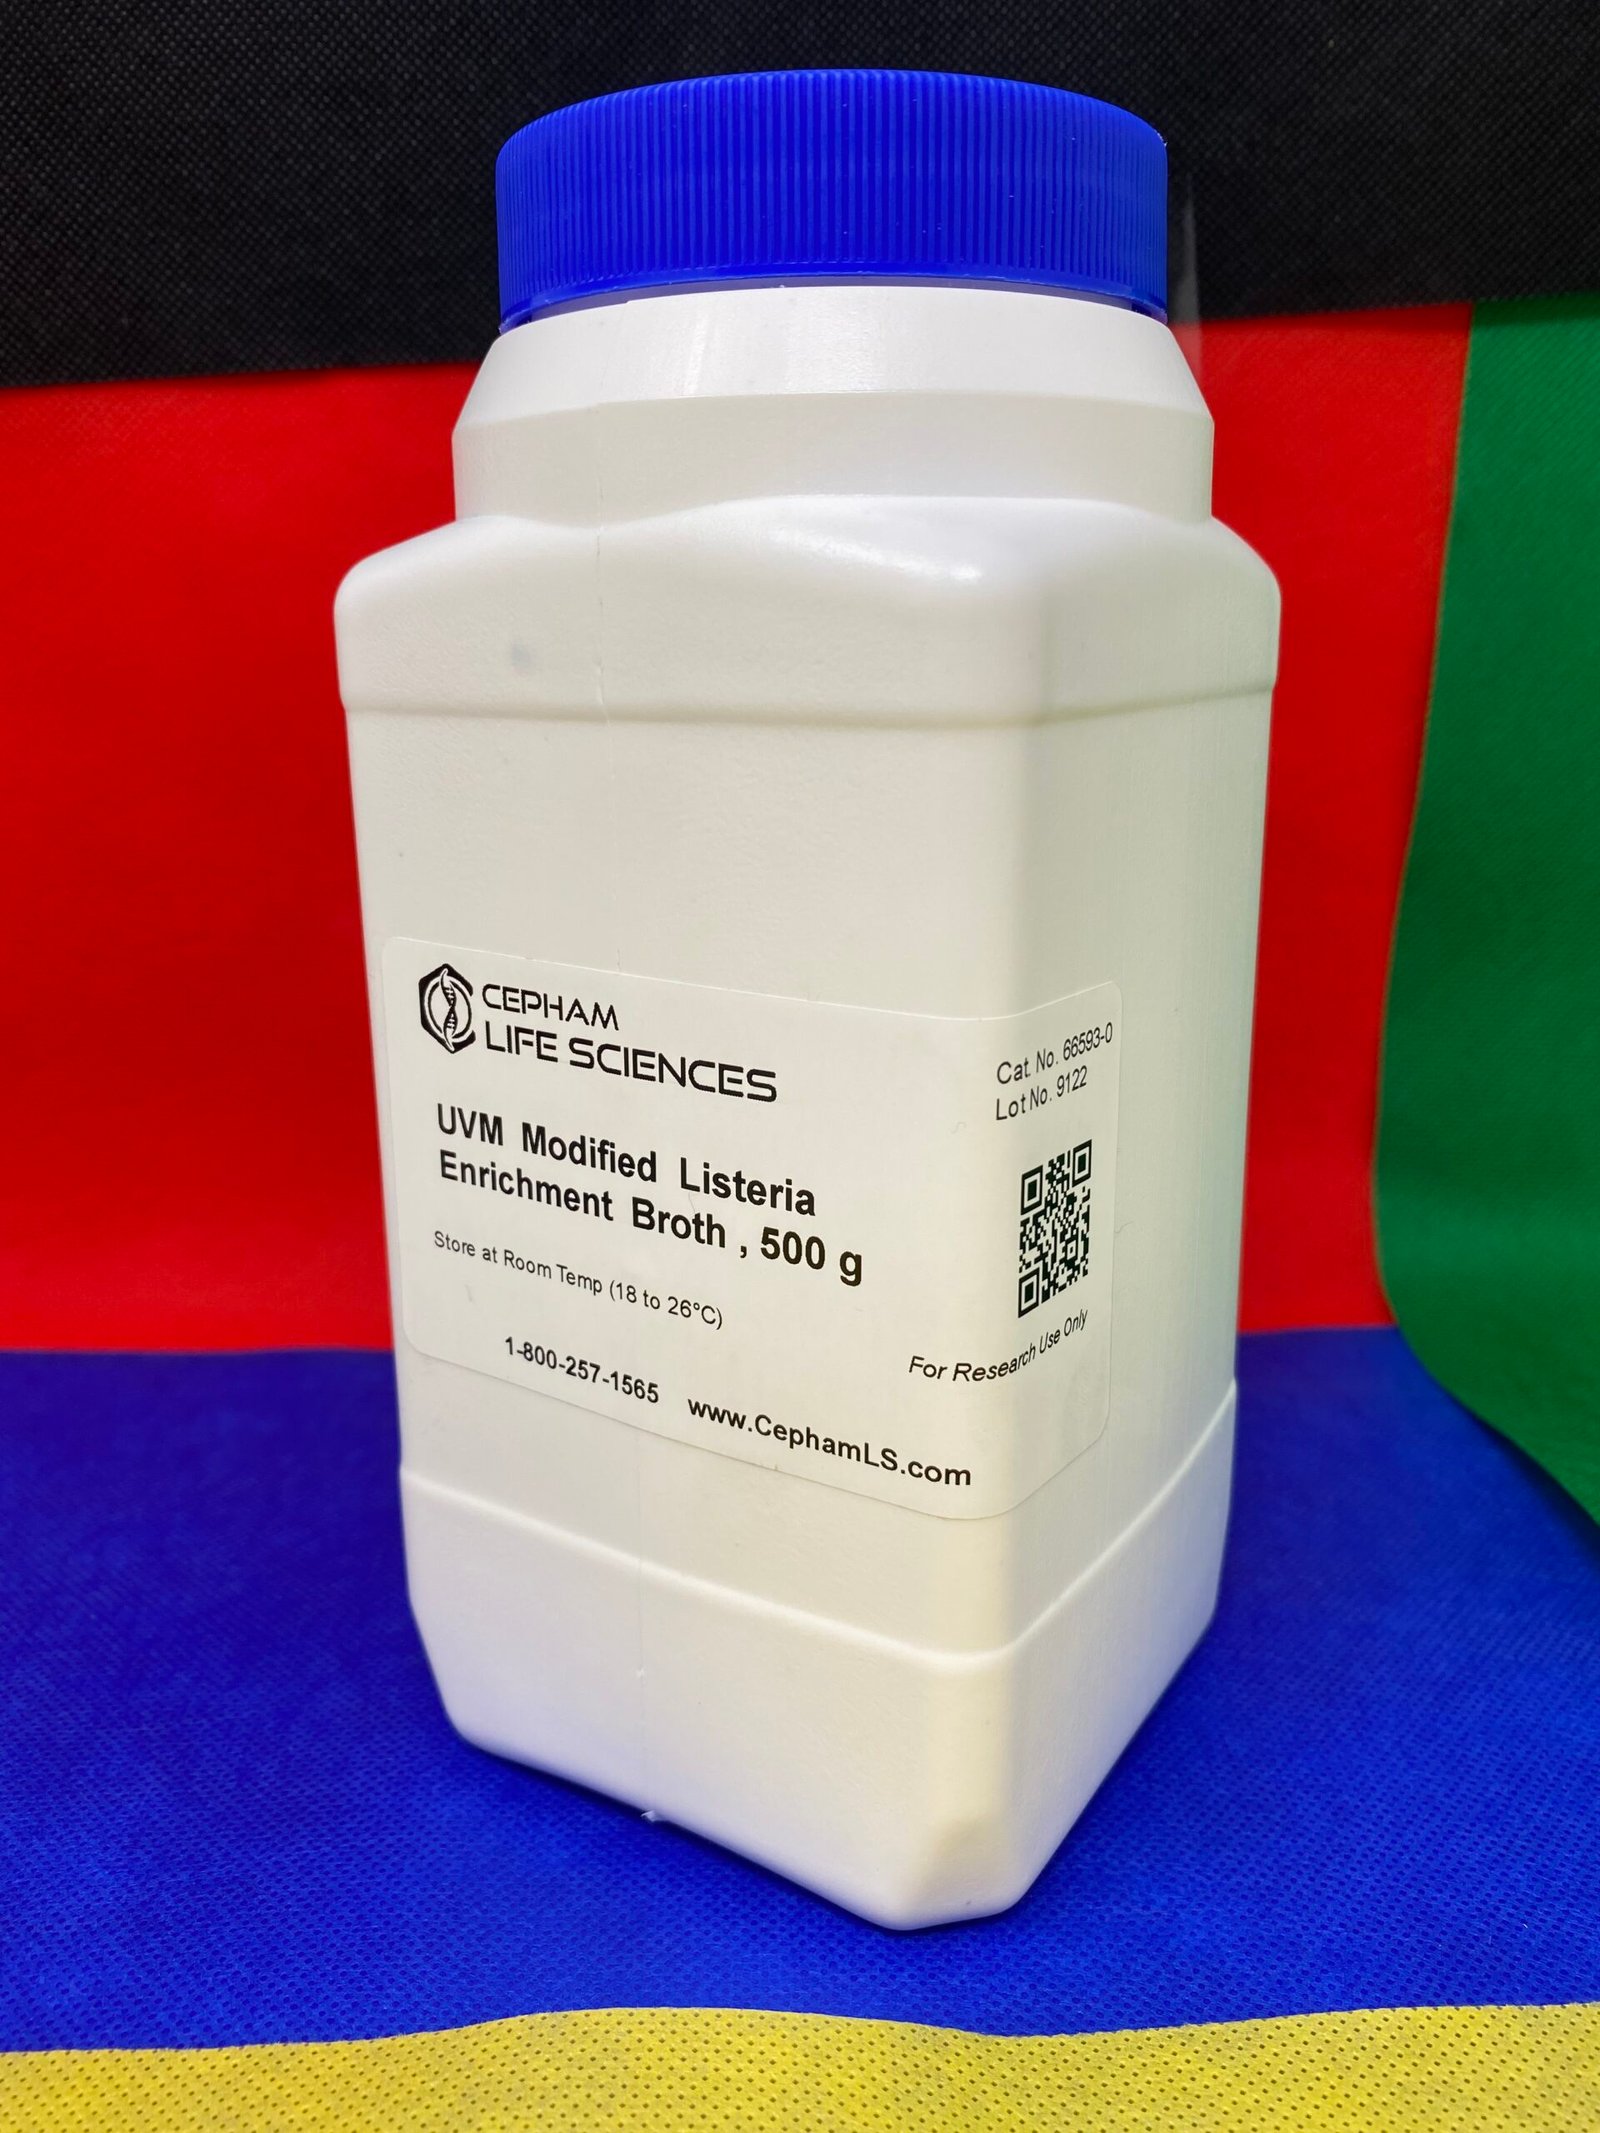 CEPHAM
LIFE SCIENCES
Cat. No. 66593-0
Lot No. 9122
UVM Modified Listeria
Enrichment Broth , 500 g
Store at Room Temp (18 to 26°C)
For Research Use Only
1-800-257-1565 www.CephamLS.com